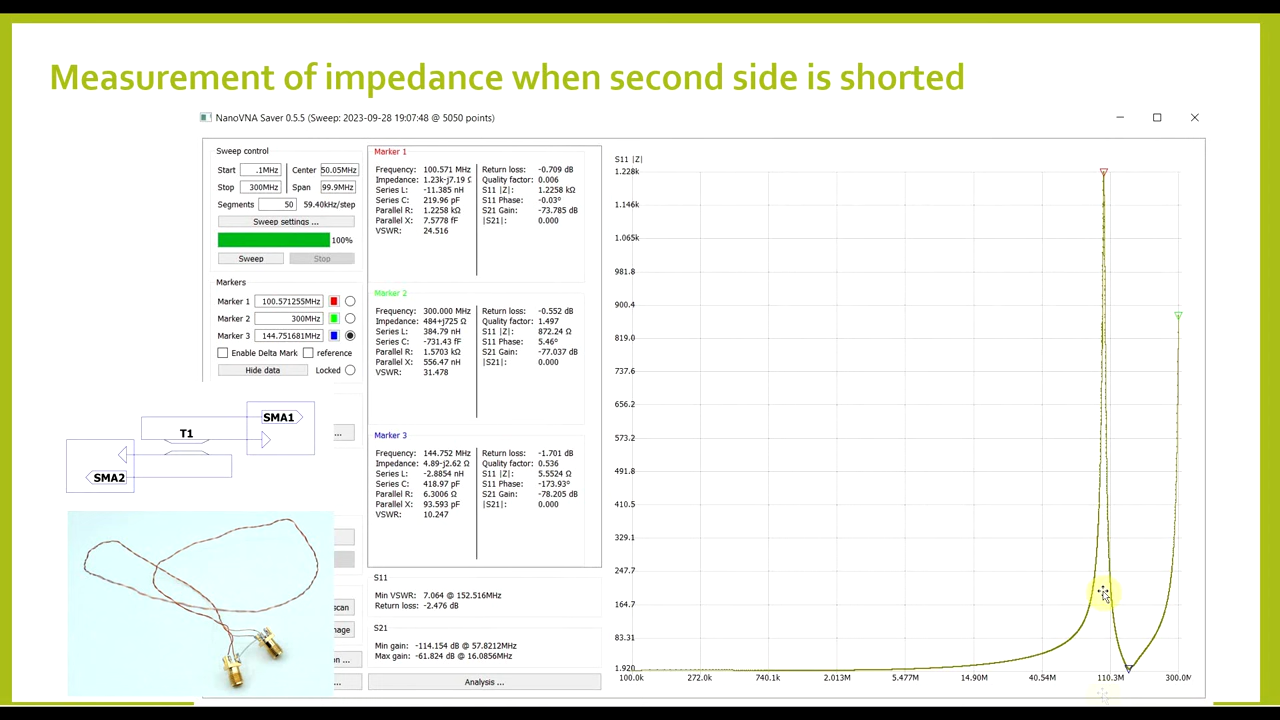 Measurement of impedance when second side is shorted
NanoVNA Saver 0.5.5 (Sweep: 2023-09-28 19:07:48 @ 5050 points)
Sweep control
Start .1MHz Center 50.05MHz
Stop 300MHz Span 99.9MHz
Segments 50 59.40kHz/step
Sweep settings ...
100%
Sweep Stop
Markers
Marker 1 100.571255MHz
Marker 2 300MHz
Marker 3 144.751681MHz
Enable Delta Mark reference
Hide data Locked
Marker 1
Frequency: 100.571 MHz Return loss: -0.709 dB
Impedance: 1.23k-j7.19 Ω Quality factor: 0.006
Series L: -11.385 nH S11 |Z|: 1.2258 kΩ
Series C: 219.96 pF S11 Phase: -0.03°
Parallel R: 1.2258 kΩ S21 Gain: -73.785 dB
Parallel X: 7.5778 fF |S21|: 0.000
VSWR: 24.516
Marker 2
Frequency: 300.000 MHz Return loss: -0.552 dB
Impedance: 484+j725 Ω Quality factor: 1.497
Series L: 384.79 nH S11 |Z|: 872.24 Ω
Series C: -731.43 fF S11 Phase: 5.46°
Parallel R: 1.5703 kΩ S21 Gain: -77.037 dB
Parallel X: 556.47 nH |S21|: 0.000
VSWR: 31.478
Marker 3
Frequency: 144.752 MHz Return loss: -1.701 dB
Impedance: 4.89-j2.62 Ω Quality factor: 0.536
Series L: -2.8854 nH S11 |Z|: 5.5524 Ω
Series C: 418.97 pF S11 Phase: -173.93°
Parallel R: 6.3006 Ω S21 Gain: -78.205 dB
Parallel X: 93.593 pF |S21|: 0.000
VSWR: 10.247
S11
Min VSWR: 7.064 @ 152.516MHz
Return loss: -2.476 dB
S21
Min gain: -114.154 dB @ 57.8212MHz
Max gain: -61.824 dB @ 16.0856MHz
Analysis ...
SMA1
T1
SMA2
...
scan
...
...
S11 |Z|
1.228k
1.146k
1.065k
981.8
900.4
819.0
737.6
656.2
573.2
491.8
410.5
329.1
247.7
164.7
83.31
1.920
100.0k 272.0k 740.1k 2.013M 5.477M 14.90M 40.54M 110.3M 300.0M